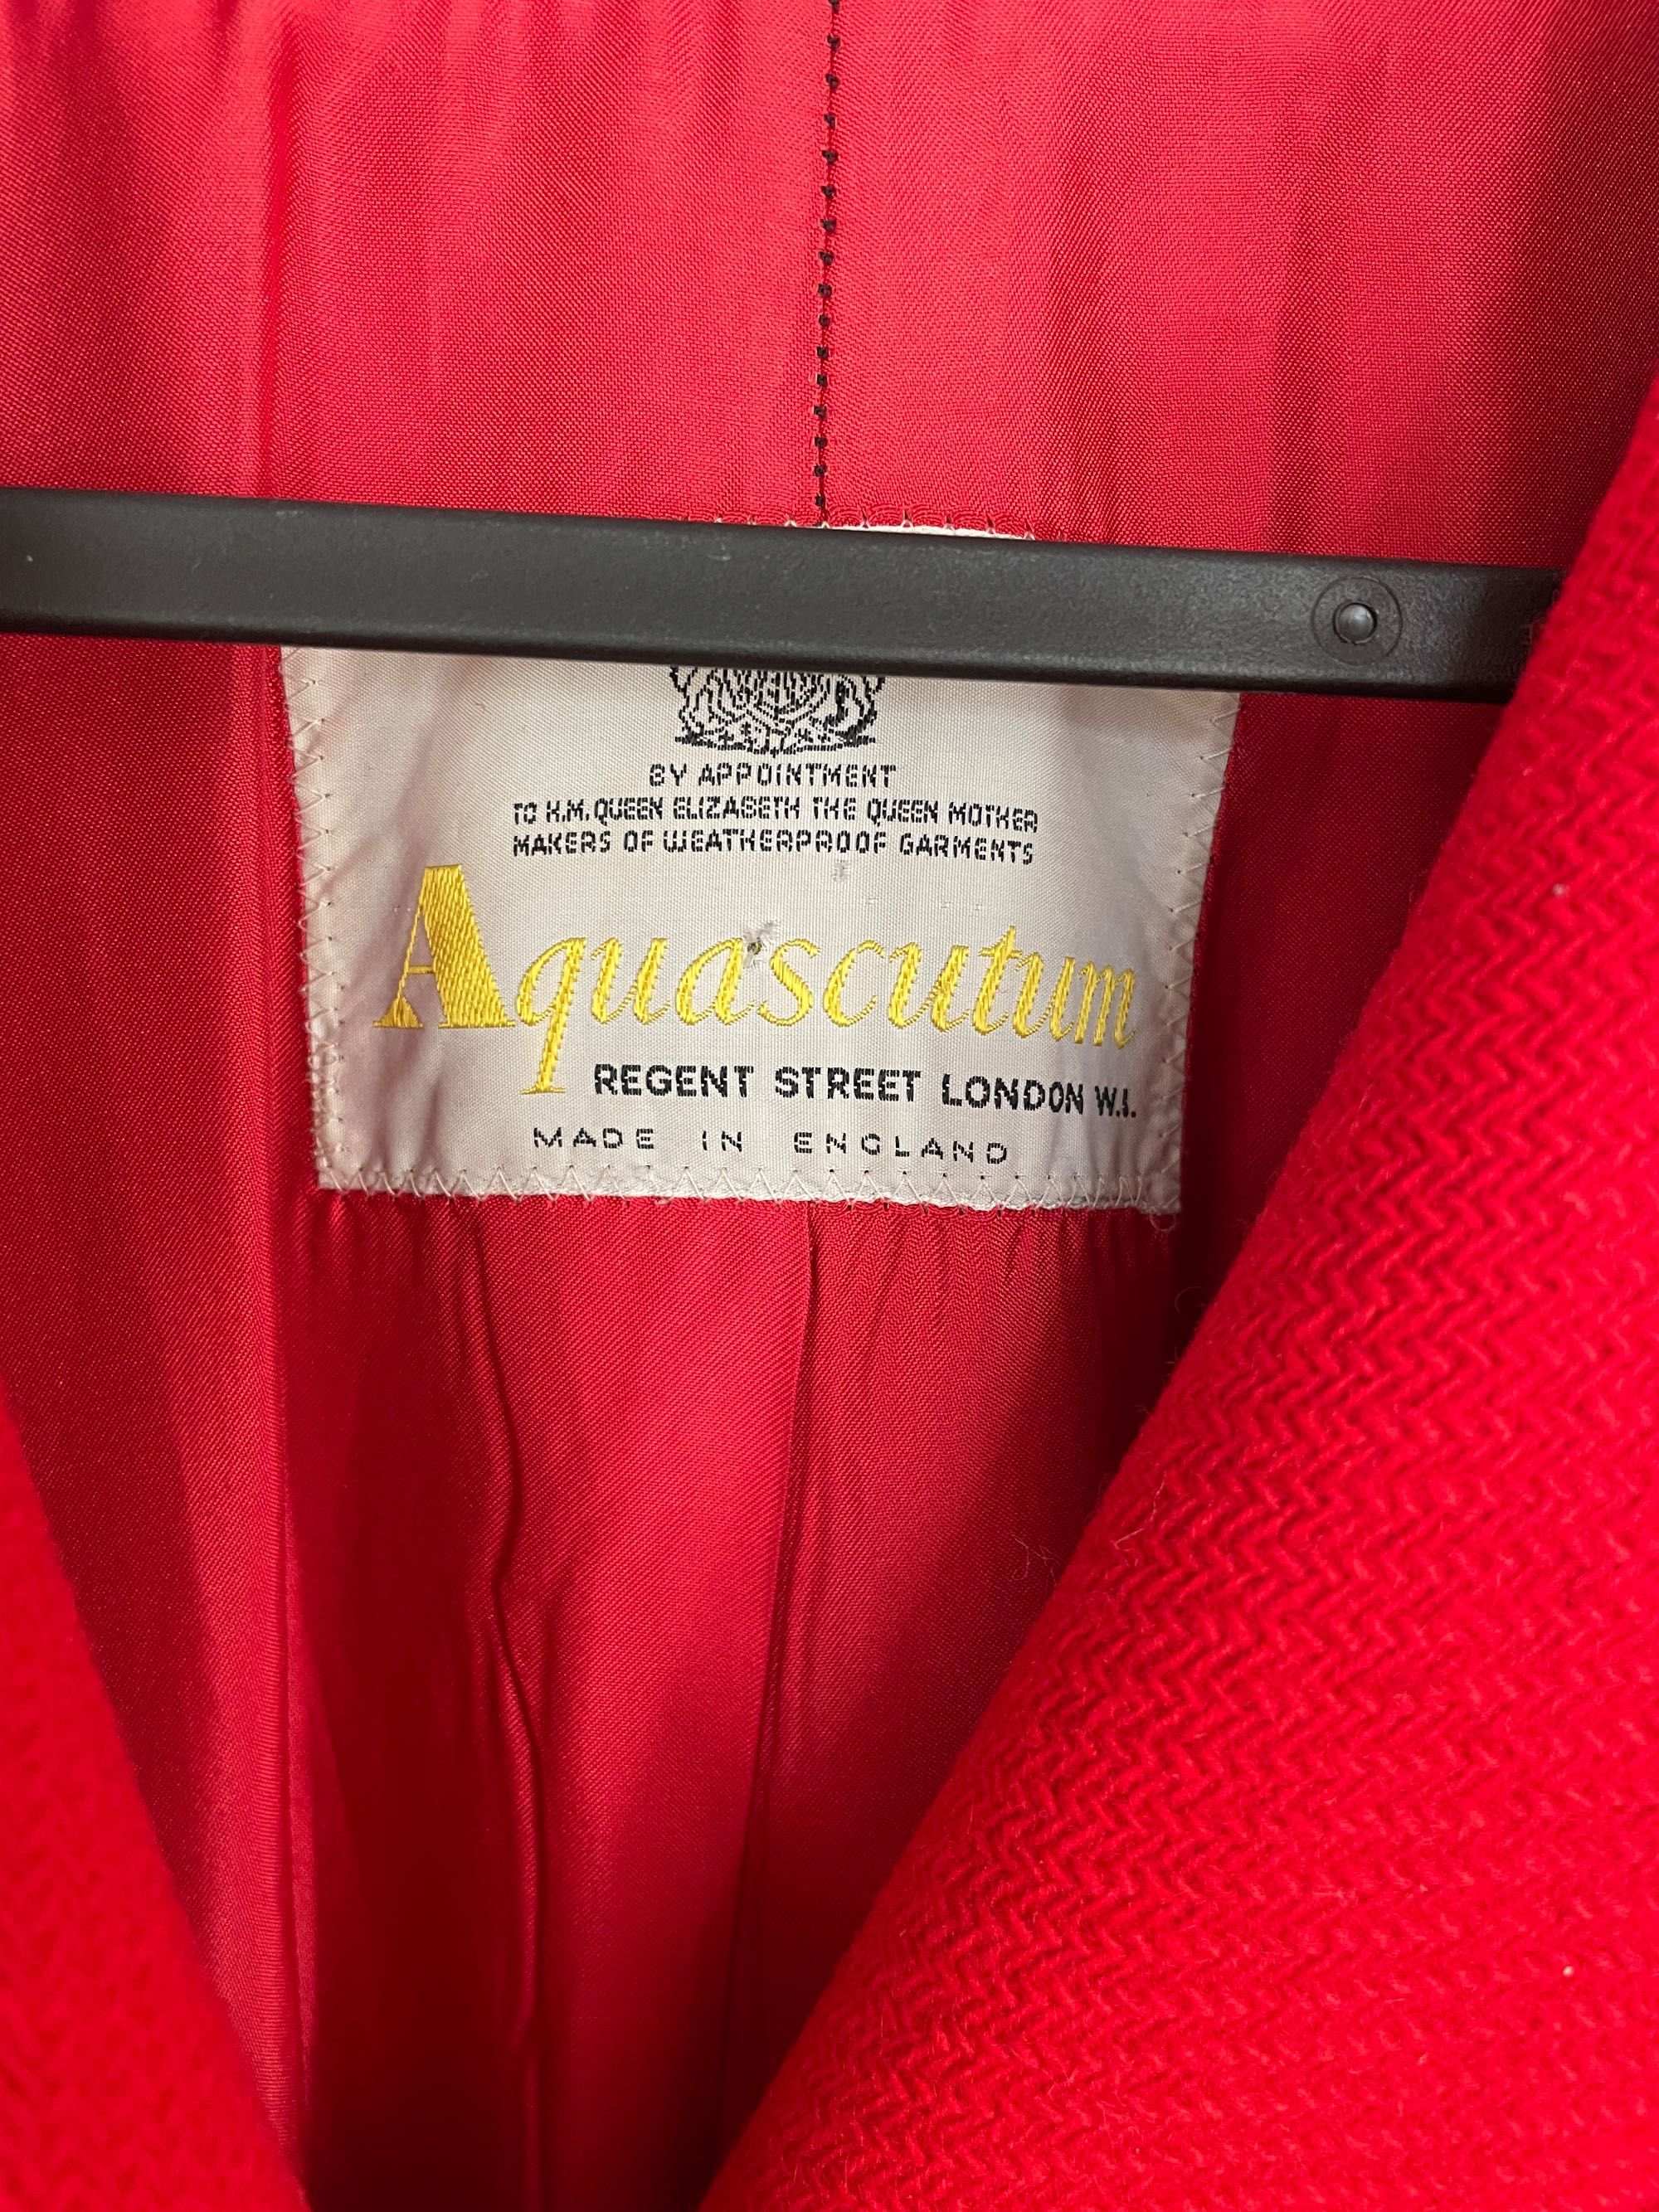 BY APPOINTMENT
TO H.M. QUEEN ELIZABETH THE QUEEN MOTHER
MAKERS OF WEATHERPROOF GARMENTS
Aquascutum
REGENT STREET LONDON W.1.
MADE IN ENGLAND